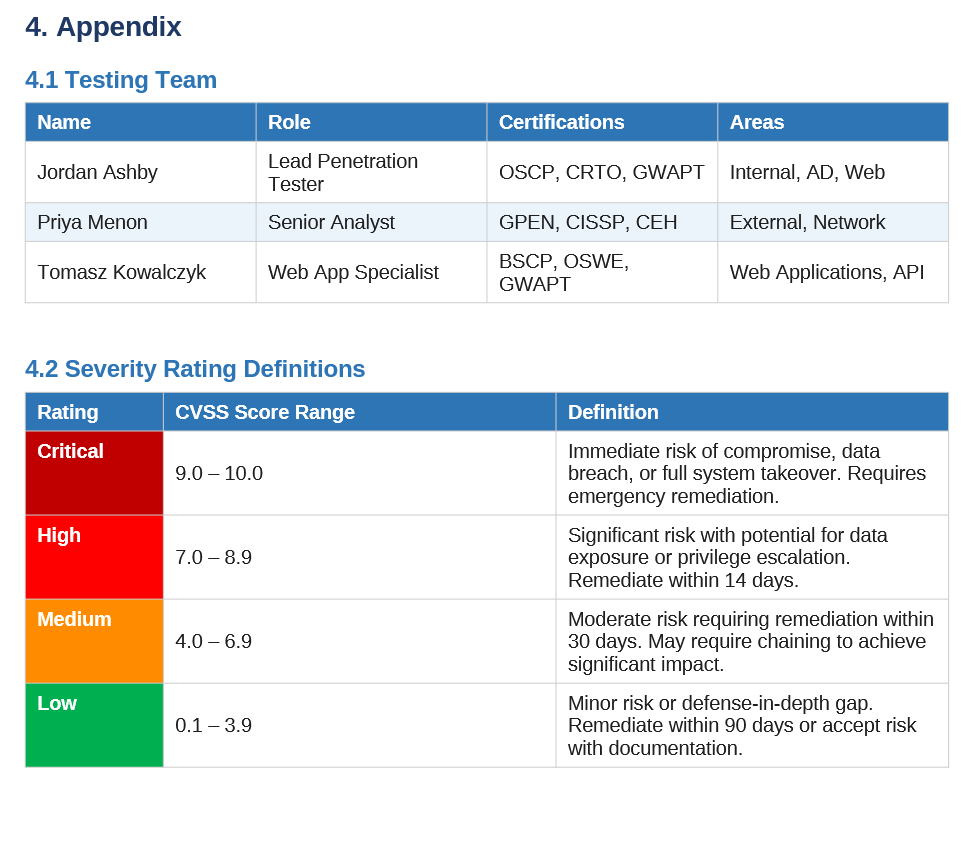 4. Appendix
4.1 Testing Team
Name Role Certifications Areas
Jordan Ashby Lead Penetration Tester OSCP, CRTO, GWAPT Internal, AD, Web
Priya Menon Senior Analyst GPEN, CISSP, CEH External, Network
Tomasz Kowalczyk Web App Specialist BSCP, OSWE, GWAPT Web Applications, API
4.2 Severity Rating Definitions
Rating CVSS Score Range Definition
Critical 9.0 – 10.0 Immediate risk of compromise, data
breach, or full system takeover. Requires
emergency remediation.
High 7.0 – 8.9 Significant risk with potential for data
exposure or privilege escalation.
Remediate within 14 days.
Medium 4.0 – 6.9 Moderate risk requiring remediation within
30 days. May require chaining to achieve
significant impact.
Low 0.1 – 3.9 Minor risk or defense-in-depth gap.
Remediate within 90 days or accept risk
with documentation.